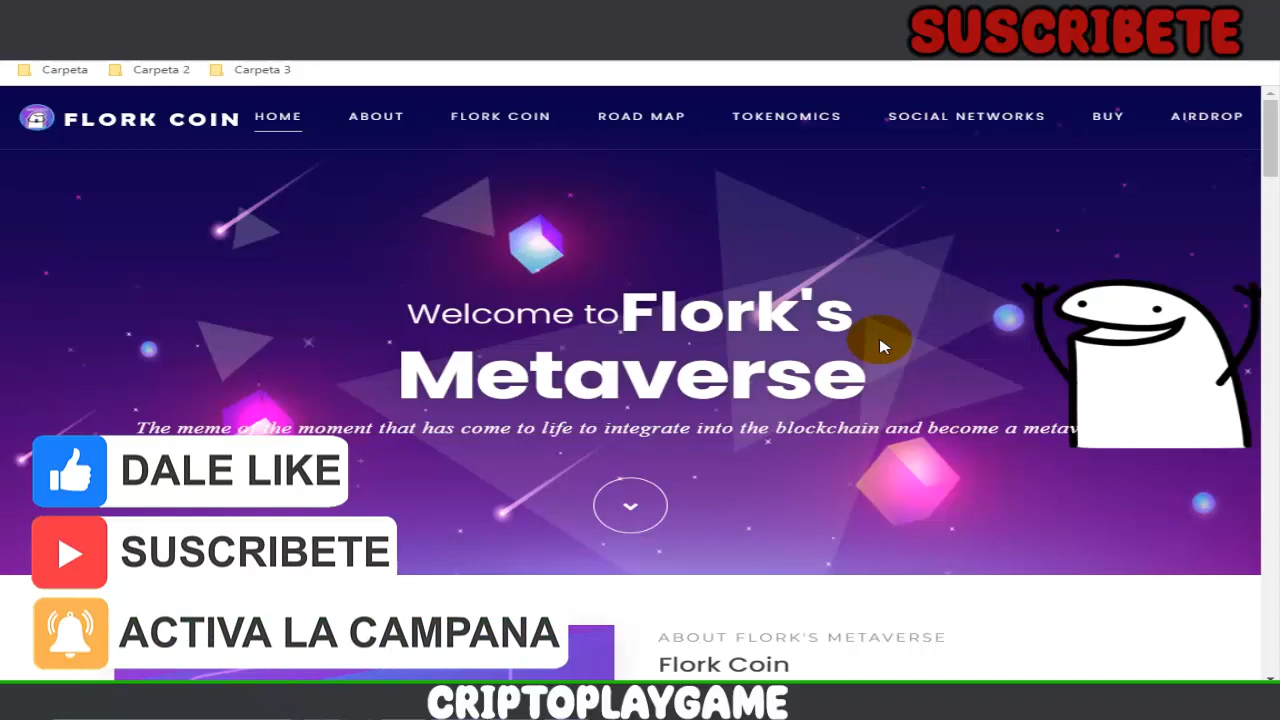 SUSCRIBETE
Carpeta Carpeta 2 Carpeta 3
FLORK COIN HOME ABOUT FLORK COIN ROAD MAP TOKENOMICS SOCIAL NETWORKS BUY AIRDROP
Welcome to Flork's
Metaverse
The meme of the moment that has come to life to integrate into the blockchain and become a metav
DALE LIKE
SUSCRIBETE
ACTIVA LA CAMPANA
ABOUT FLORK'S METAVERSE
Flork Coin
CRIPTOPLAYGAME